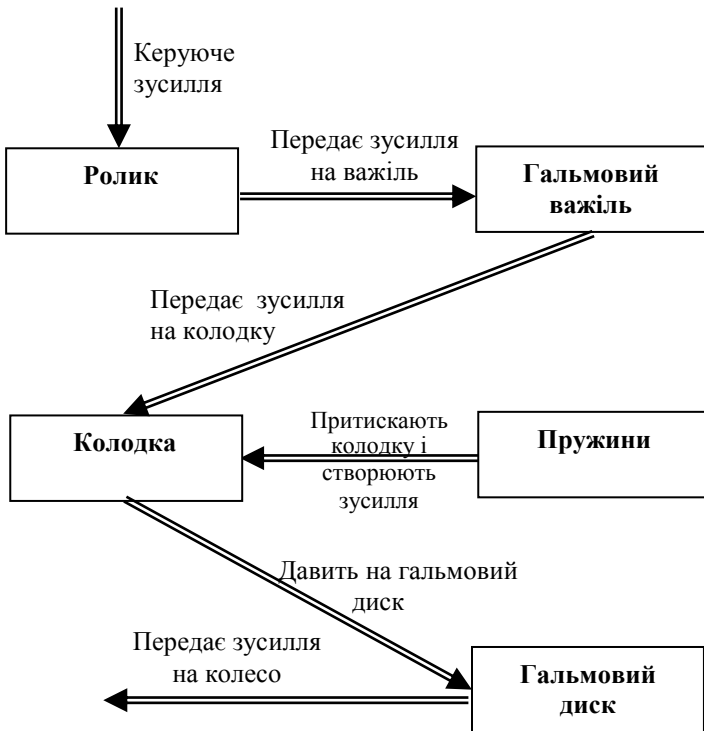 Керуюче
зусилля
Ролик
Передає зусилля
на важіль
Гальмовий
важіль
Передає зусилля
на колодку
Колодка
Притискають
колодку і
створюють
зусилля
Пружини
Давить на гальмовий
диск
Передає зусилля
на колесо
Гальмовий
диск